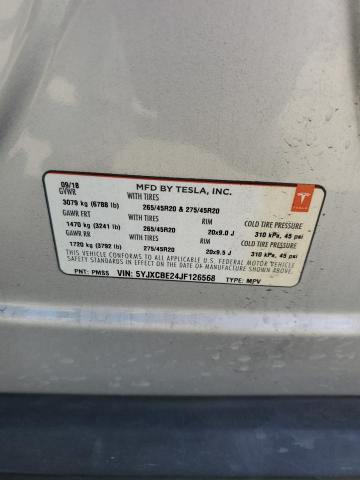 09/18 MFD BY TESLA, INC.
GVWR WITH TIRES
3079 kg (6788 lb) 265/45R20 & 275/45R20
GAWR FRT WITH TIRES RIM COLD TIRE PRESSURE
1470 kg (3241 lb) 265/45R20 20x9.0 J 310 kPa, 45 psi
GAWR RR WITH TIRES RIM COLD TIRE PRESSURE
1720 kg (3792 lb) 275/45R20 20x9.5 J 310 kPa, 45 psi
THIS VEHICLE CONFORMS TO ALL APPLICABLE U.S. FEDERAL MOTOR VEHICLE
SAFETY STANDARDS IN EFFECT ON THE DATE OF MANUFACTURE SHOWN ABOVE.
PNT: PMSS VIN: 5YJXCBE24JF126568 TYPE: MPV
TESLA